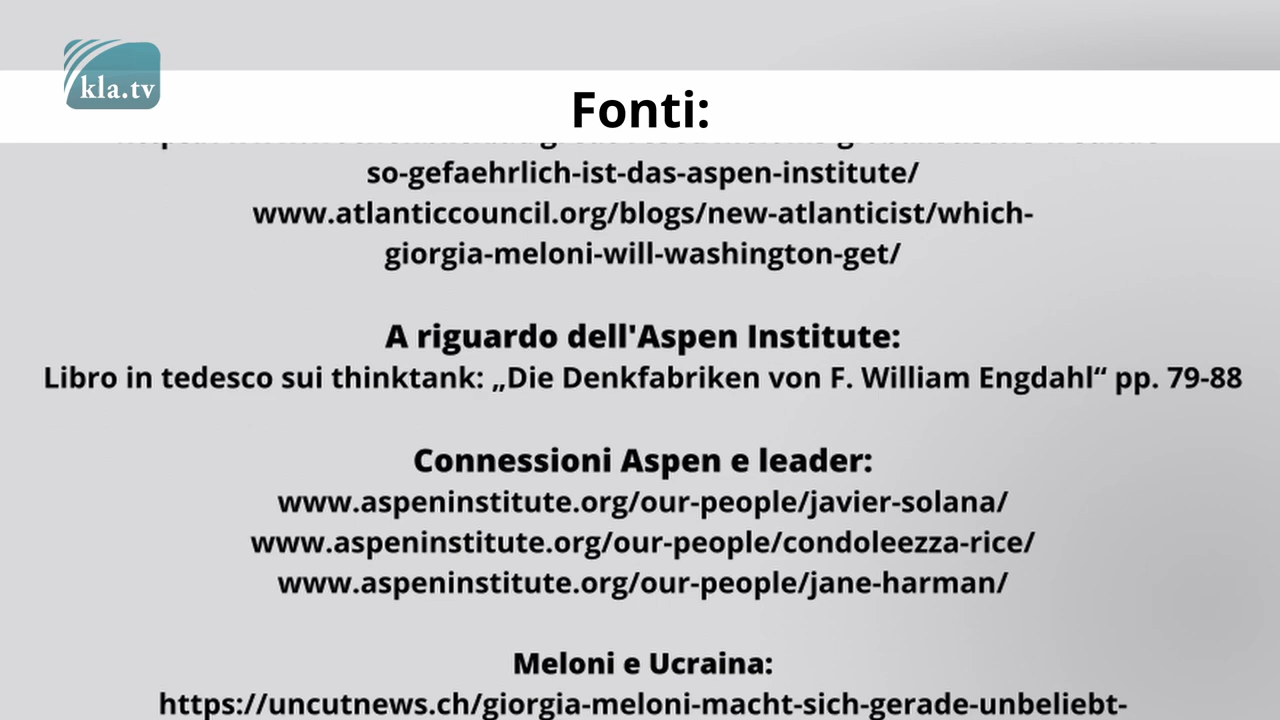 kla.tv
Fonti:
so-gefaehrlich-ist-das-aspen-institute/
www.atlanticcouncil.org/blogs/new-atlanticist/which-
giorgia-meloni-will-washington-get/
A riguardo dell'Aspen Institute:
Libro in tedesco sui thinktank: „Die Denkfabriken von F. William Engdahl“ pp. 79-88
Connessioni Aspen e leader:
www.aspeninstitute.org/our-people/javier-solana/
www.aspeninstitute.org/our-people/condoleezza-rice/
www.aspeninstitute.org/our-people/jane-harman/
Meloni e Ucraina:
https://uncutnews.ch/giorgia-meloni-macht-sich-gerade-unbeliebt-